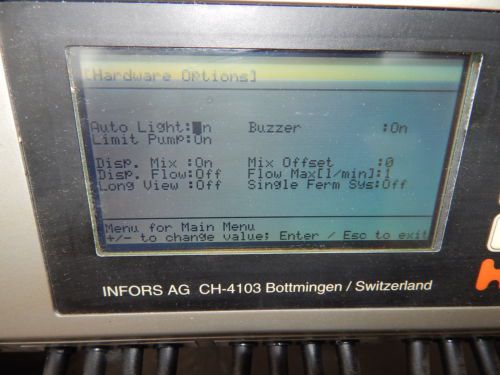 [Hardware Options]
Auto Light:On Buzzer :On
Limit Pump:On
Disp. Mix :On Mix Offset :0
Disp. Flow:Off Flow Max[l/min]:1
Long View :Off Single Ferm Sys:Off
Menu for Main Menu
+/- to change value; Enter / Esc to exit
INFORS AG CH-4103 Bottmingen / Switzerland